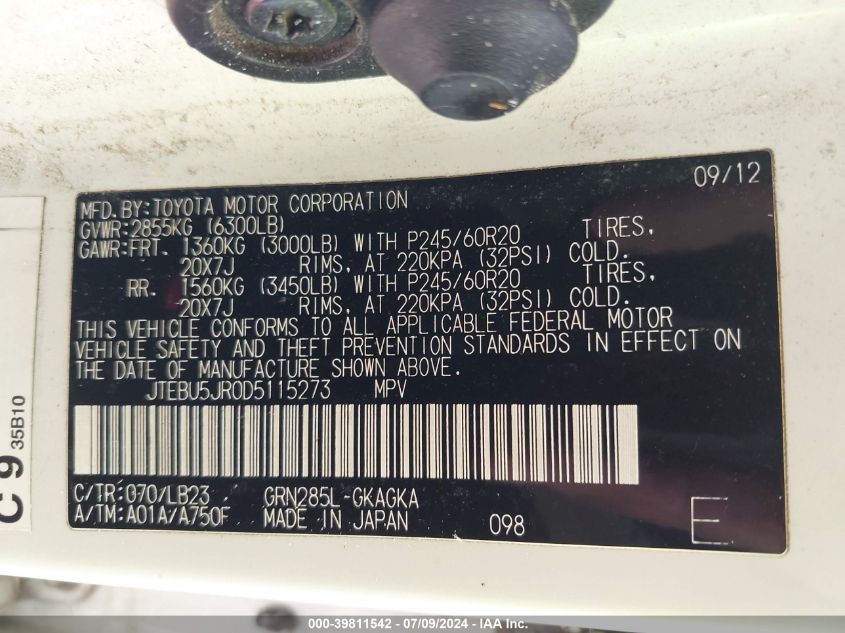 MFD. BY: TOYOTA MOTOR CORPORATION 09/12
GVWR: 2855KG (6300LB)
GAWR: FRT. 1360KG (3000LB) WITH P245/60R20 TIRES,
20X7J RIMS, AT 220KPA (32PSI) COLD.
RR. 1560KG (3450LB) WITH P245/60R20 TIRES,
20X7J RIMS, AT 220KPA (32PSI) COLD.
THIS VEHICLE CONFORMS TO ALL APPLICABLE FEDERAL MOTOR
VEHICLE SAFETY AND THEFT PREVENTION STANDARDS IN EFFECT ON
THE DATE OF MANUFACTURE SHOWN ABOVE.
JTEBU5JR0D5115273 MPV
C/TR: 070/LB23 GRN285L-GKAGKA
A/TM: A01A/A750F MADE IN JAPAN 098 E
C 9 35B10
000-39811542 - 07/09/2024 - IAA Inc.